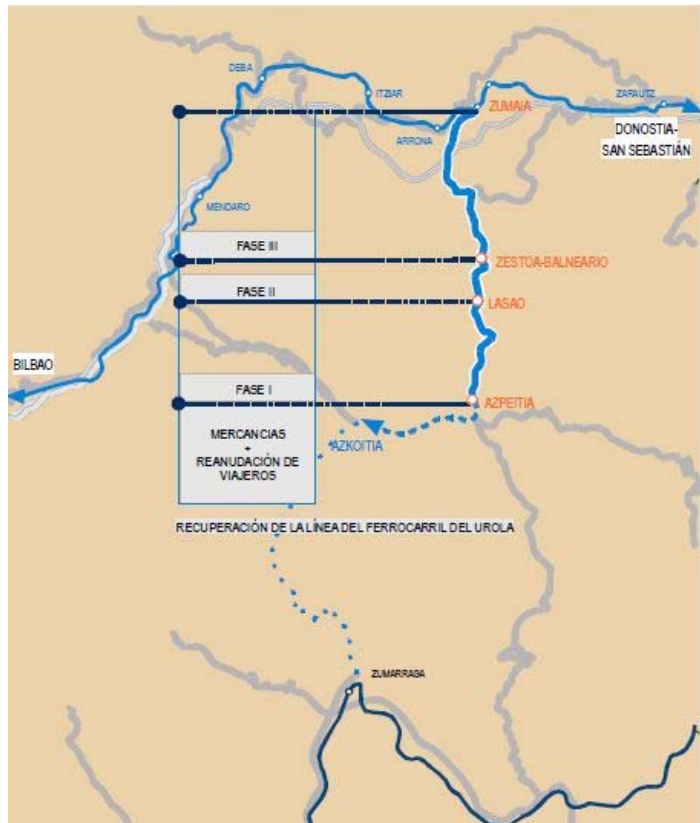 DEBA
ITZIAR
ZARAUTZ
ZUMAIA
DONOSTIA-
SAN SEBASTIÁN
ARRONA
MENDARO
FASE III
ZESTOA-BALNEARIO
FASE II
LASAO
BILBAO
FASE I
AZPEITIA
MERCANCIAS
+
REANUDACIÓN DE
VIAJEROS
AZKOITIA
RECUPERACIÓN DE LA LÍNEA DEL FERROCARRIL DEL UROLA
ZUMARRAGA